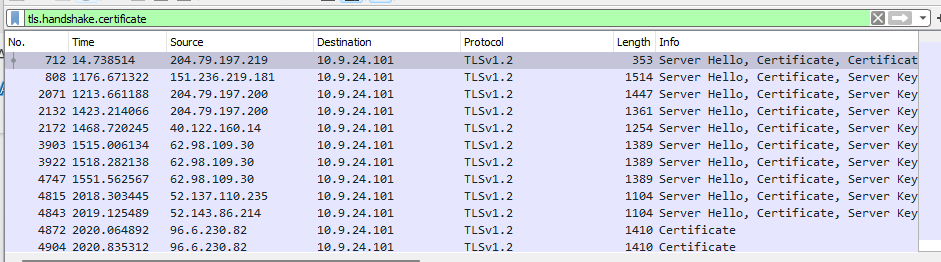 tls.handshake.certificate
No. Time Source Destination Protocol Length Info
712 14.738514 204.79.197.219 10.9.24.101 TLSv1.2 353 Server Hello, Certificate, Certificat
808 1176.671322 151.236.219.181 10.9.24.101 TLSv1.2 1514 Server Hello, Certificate, Server Key
2071 1213.661188 204.79.197.200 10.9.24.101 TLSv1.2 1447 Server Hello, Certificate, Server Key
2132 1423.214066 204.79.197.200 10.9.24.101 TLSv1.2 1361 Server Hello, Certificate, Server Key
2172 1468.720245 40.122.160.14 10.9.24.101 TLSv1.2 1254 Server Hello, Certificate, Server Key
3903 1515.006134 62.98.109.30 10.9.24.101 TLSv1.2 1389 Server Hello, Certificate, Server Key
3922 1518.282138 62.98.109.30 10.9.24.101 TLSv1.2 1389 Server Hello, Certificate, Server Key
4747 1551.562567 62.98.109.30 10.9.24.101 TLSv1.2 1389 Server Hello, Certificate, Server Key
4815 2018.303445 52.137.110.235 10.9.24.101 TLSv1.2 1104 Server Hello, Certificate, Server Key
4843 2019.125489 52.143.86.214 10.9.24.101 TLSv1.2 1104 Server Hello, Certificate, Server Key
4872 2020.064892 96.6.230.82 10.9.24.101 TLSv1.2 1410 Certificate
4904 2020.835312 96.6.230.82 10.9.24.101 TLSv1.2 1410 Certificate